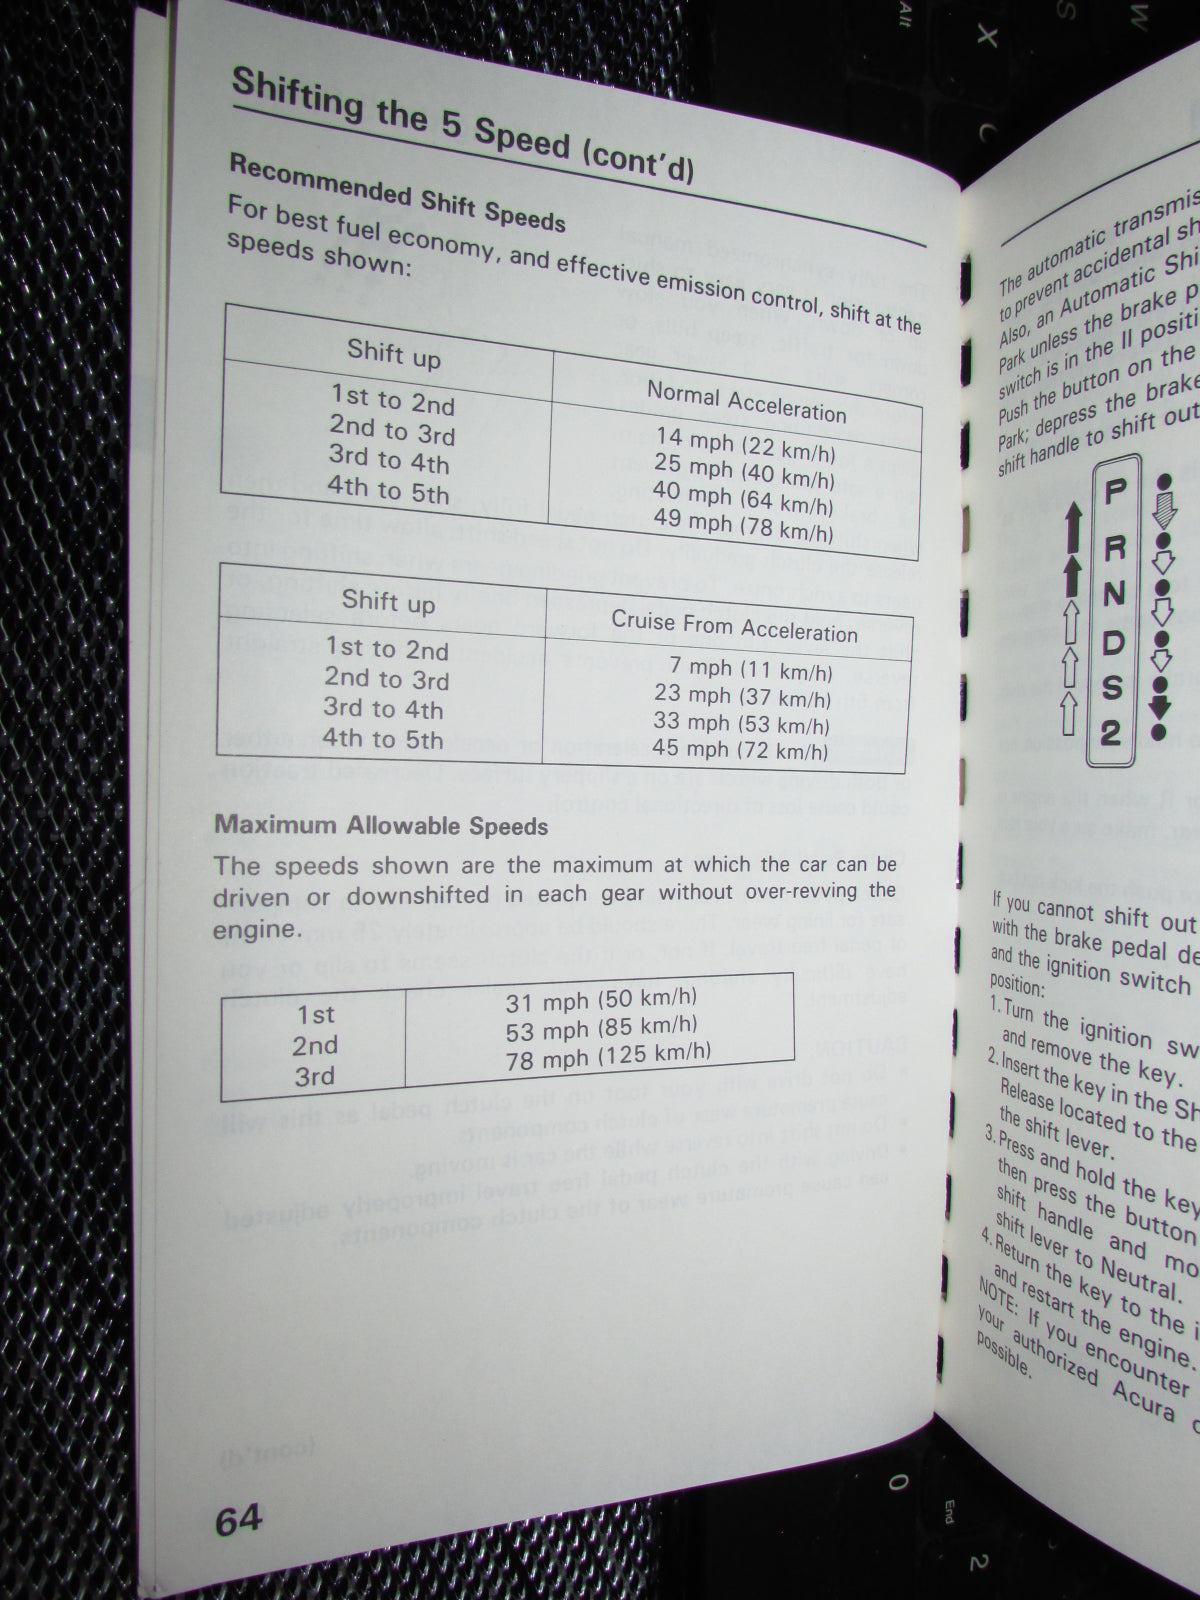 Shifting the 5 Speed (cont'd)
Recommended Shift Speeds
For best fuel economy, and effective emission control, shift at the
speeds shown:
Shift up Normal Acceleration
1st to 2nd 14 mph (22 km/h)
2nd to 3rd 25 mph (40 km/h)
3rd to 4th 40 mph (64 km/h)
4th to 5th 49 mph (78 km/h)
Shift up Cruise From Acceleration
1st to 2nd 7 mph (11 km/h)
2nd to 3rd 23 mph (37 km/h)
3rd to 4th 33 mph (53 km/h)
4th to 5th 45 mph (72 km/h)
Maximum Allowable Speeds
The speeds shown are the maximum at which the car can be
driven or downshifted in each gear without over-revving the
engine.
1st 31 mph (50 km/h)
2nd 53 mph (85 km/h)
3rd 78 mph (125 km/h)
64
The automatic transmis
to prevent accidental sh
Also, an Automatic Shi
Park unless the brake p
switch is in the II positi
Push the button on the
Park; depress the brake
shift handle to shift out
P
R
N
D
S
2
If you cannot shift out
with the brake pedal de
and the ignition switch
position:
1. Turn the ignition sw
and remove the key.
2. Insert the key in the Sh
Release located to the
the shift lever.
3. Press and hold the key
then press the button
shift handle and mo
shift lever to Neutral.
4. Return the key to the i
and restart the engine.
NOTE: If you encounter
your authorized Acura
possible.
Alt
X
C
S
W
0
End
2